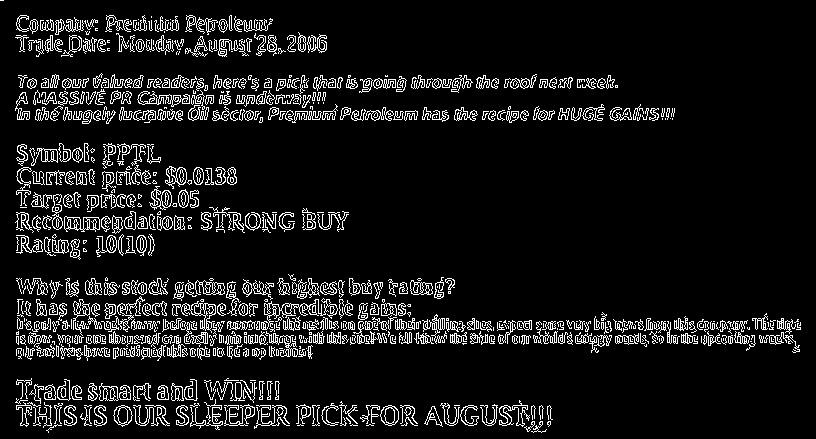 Company: Premium Petroleum
Trade Date: Monday, August 28, 2006
To all our valued readers, here's a pick that is going through the roof next week.
A MASSIVE PR Campaign is underway!!!
In the hugely lucrative Oil sector, Premium Petroleum has the recipe for HUGE GAINS!!!
Symbol: PPTL
Current price: $0.0138
Target price: $0.05
Recommendation: STRONG BUY
Rating: 10(10)
Why is this stock getting our highest buy rating?
It has the perfect recipe for incredible gains:
It's only a few weeks away before they announce the results on one of their drilling sites, expect some very big news from this company. The time
is now, your one thousand can easily turn into three with this one! We all know the state of our world's energy needs, so in the upcoming weeks,
our analysts have predicted this one to be a top
Trade smart and WIN!!!
THIS IS OUR SLEEPER PICK FOR AUGUST!!!